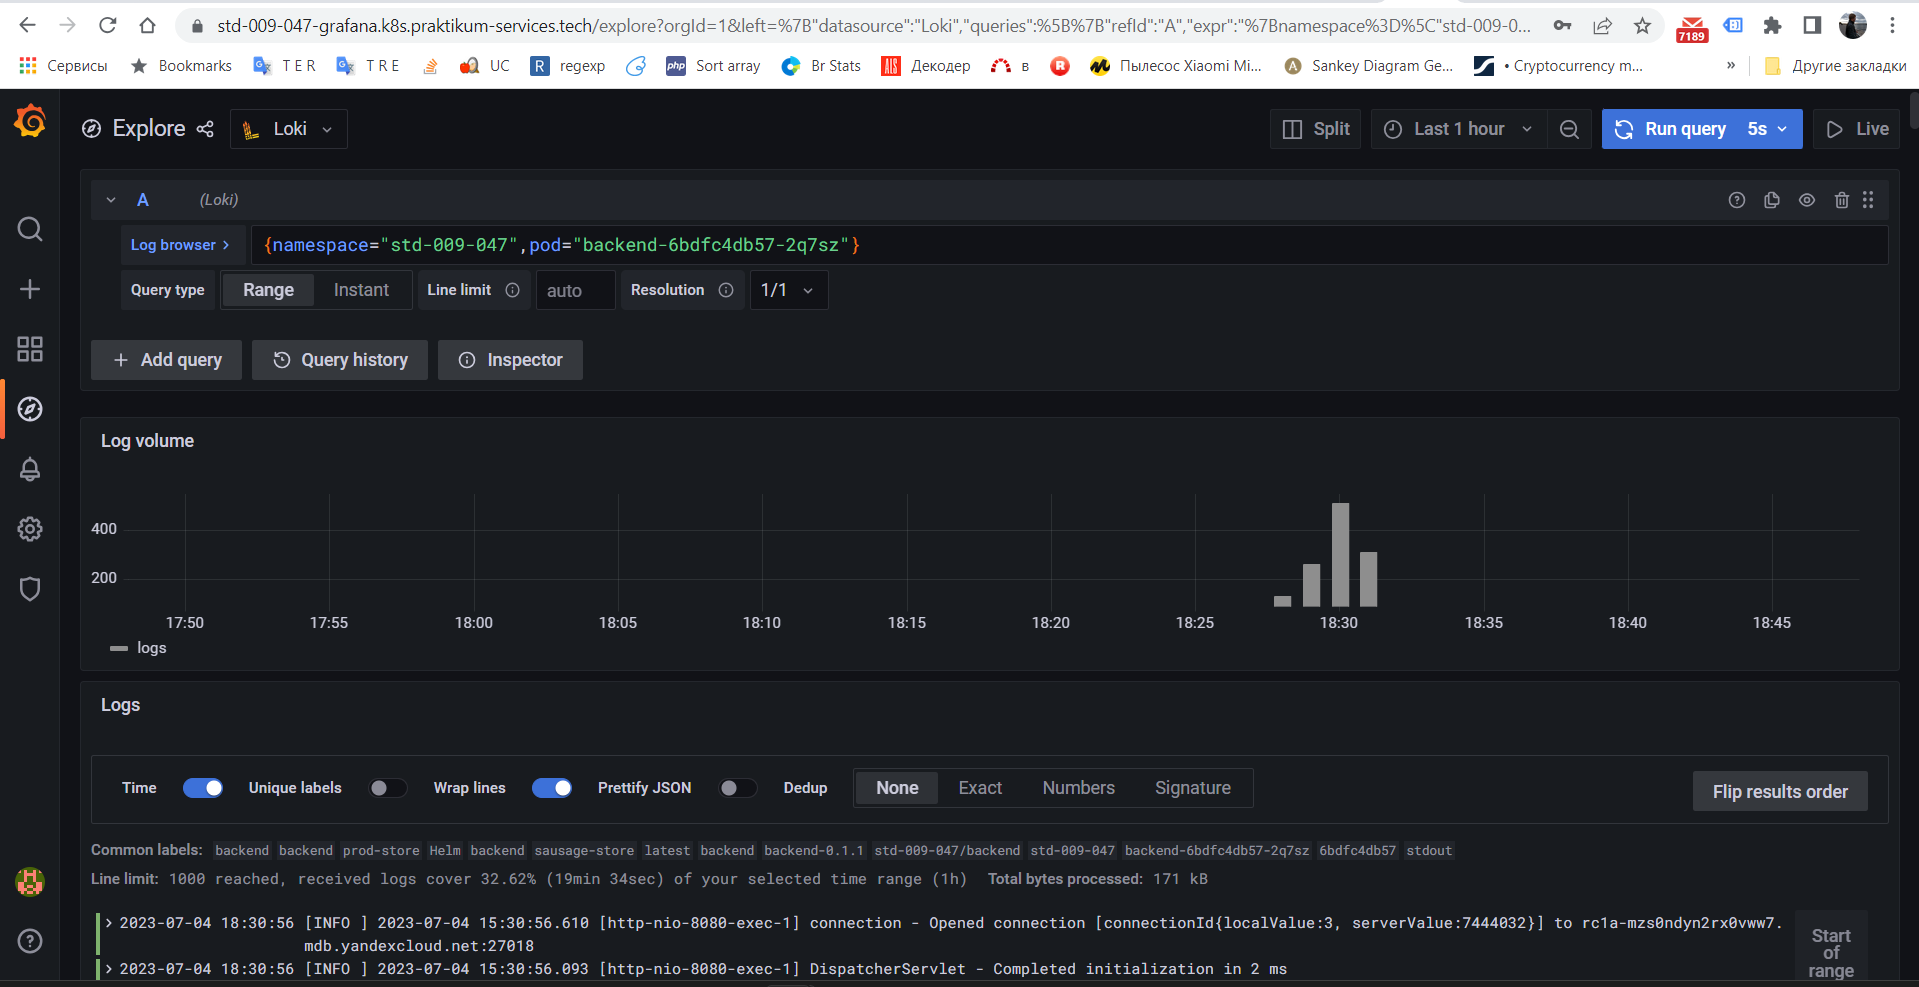 std-009-047-grafana.k8s.praktikum-services.tech/explore?orgId=1&left=%7B"datasource":"Loki","queries":%5B%7B"refId":"A","expr":"%7Bnamespace%3D%5C"std-009-0...
7189
Сервисы Bookmarks T E R T R E UC R regexp php Sort array Br Stats ALS Декодер в R Пылесос Xiaomi Mi... A Sankey Diagram Ge... • Cryptocurrency m... » Другие закладки
Explore Loki Split Last 1 hour Run query 5s Live
A (Loki)
Log browser > {namespace="std-009-047",pod="backend-6bdfc4db57-2q7sz"}
Query type Range Instant Line limit auto Resolution 1/1
+ Add query Query history Inspector
Log volume
400
200
17:50 17:55 18:00 18:05 18:10 18:15 18:20 18:25 18:30 18:35 18:40 18:45
logs
Logs
Time Unique labels Wrap lines Prettify JSON Dedup None Exact Numbers Signature Flip results order
Common labels: backend backend prod-store Helm backend sausage-store latest backend backend-0.1.1 std-009-047/backend std-009-047 backend-6bdfc4db57-2q7sz 6bdfc4db57 stdout
Line limit: 1000 reached, received logs cover 32.62% (19min 34sec) of your selected time range (1h) Total bytes processed: 171 kB
> 2023-07-04 18:30:56 [INFO ] 2023-07-04 15:30:56.610 [http-nio-8080-exec-1] connection - Opened connection [connectionId{localValue:3, serverValue:7444032}] to rc1a-mzs0ndyn2rx0vww7.
mdb.yandexcloud.net:27018
> 2023-07-04 18:30:56 [INFO ] 2023-07-04 15:30:56.093 [http-nio-8080-exec-1] DispatcherServlet - Completed initialization in 2 ms
Start
of
range